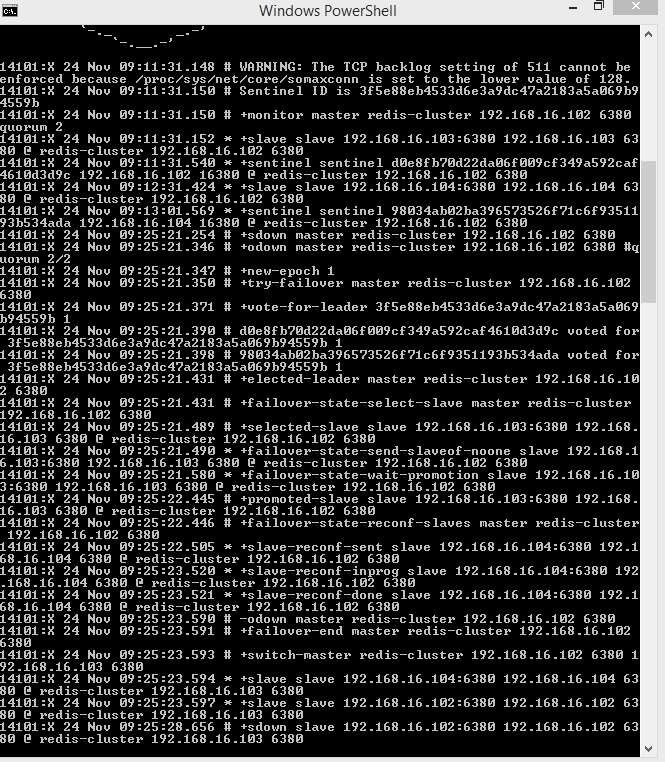 Windows PowerShell
14101:X 24 Nov 09:11:31.148 # WARNING: The TCP backlog setting of 511 cannot be
enforced because /proc/sys/net/core/somaxconn is set to the lower value of 128.
14101:X 24 Nov 09:11:31.150 # Sentinel ID is 3f5e88eb4533d6e3a9dc47a2183a5a069b9
4559b
14101:X 24 Nov 09:11:31.150 # +monitor master redis-cluster 192.168.16.102 6380
quorum 2
14101:X 24 Nov 09:11:31.152 * +slave slave 192.168.16.103:6380 192.168.16.103 63
80 @ redis-cluster 192.168.16.102 6380
14101:X 24 Nov 09:11:31.540 * +sentinel sentinel d0e8fb70d22da06f009cf349a592caf
4610d3d9c 192.168.16.102 16380 @ redis-cluster 192.168.16.102 6380
14101:X 24 Nov 09:12:31.424 * +slave slave 192.168.16.104:6380 192.168.16.104 63
80 @ redis-cluster 192.168.16.102 6380
14101:X 24 Nov 09:13:01.569 * +sentinel sentinel 98034ab02ba396573526f71c6f93511
93b534ada 192.168.16.104 16380 @ redis-cluster 192.168.16.102 6380
14101:X 24 Nov 09:25:21.254 # +sdown master redis-cluster 192.168.16.102 6380
14101:X 24 Nov 09:25:21.346 # +odown master redis-cluster 192.168.16.102 6380 #q
uorum 2/2
14101:X 24 Nov 09:25:21.347 # +new-epoch 1
14101:X 24 Nov 09:25:21.350 # +try-failover master redis-cluster 192.168.16.102
6380
14101:X 24 Nov 09:25:21.371 # +vote-for-leader 3f5e88eb4533d6e3a9dc47a2183a5a069
b94559b 1
14101:X 24 Nov 09:25:21.390 # d0e8fb70d22da06f009cf349a592caf4610d3d9c voted for
3f5e88eb4533d6e3a9dc47a2183a5a069b94559b 1
14101:X 24 Nov 09:25:21.398 # 98034ab02ba396573526f71c6f9351193b534ada voted for
3f5e88eb4533d6e3a9dc47a2183a5a069b94559b 1
14101:X 24 Nov 09:25:21.431 # +elected-leader master redis-cluster 192.168.16.10
2 6380
14101:X 24 Nov 09:25:21.431 # +failover-state-select-slave master redis-cluster
192.168.16.102 6380
14101:X 24 Nov 09:25:21.489 # +selected-slave slave 192.168.16.103:6380 192.168.
16.103 6380 @ redis-cluster 192.168.16.102 6380
14101:X 24 Nov 09:25:21.490 * +failover-state-send-slaveof-noone slave 192.168.1
6.103:6380 192.168.16.103 6380 @ redis-cluster 192.168.16.102 6380
14101:X 24 Nov 09:25:21.580 * +failover-state-wait-promotion slave 192.168.16.10
3:6380 192.168.16.103 6380 @ redis-cluster 192.168.16.102 6380
14101:X 24 Nov 09:25:22.445 # +promoted-slave slave 192.168.16.103:6380 192.168.
16.103 6380 @ redis-cluster 192.168.16.102 6380
14101:X 24 Nov 09:25:22.446 # +failover-state-reconf-slaves master redis-cluster
192.168.16.102 6380
14101:X 24 Nov 09:25:22.505 * +slave-reconf-sent slave 192.168.16.104:6380 192.1
68.16.104 6380 @ redis-cluster 192.168.16.102 6380
14101:X 24 Nov 09:25:23.520 * +slave-reconf-inprog slave 192.168.16.104:6380 192
.168.16.104 6380 @ redis-cluster 192.168.16.102 6380
14101:X 24 Nov 09:25:23.521 * +slave-reconf-done slave 192.168.16.104:6380 192.1
68.16.104 6380 @ redis-cluster 192.168.16.102 6380
14101:X 24 Nov 09:25:23.590 # -odown master redis-cluster 192.168.16.102 6380
14101:X 24 Nov 09:25:23.591 # +failover-end master redis-cluster 192.168.16.102
6380
14101:X 24 Nov 09:25:23.593 # +switch-master redis-cluster 192.168.16.102 6380 1
92.168.16.103 6380
14101:X 24 Nov 09:25:23.594 * +slave slave 192.168.16.104:6380 192.168.16.104 63
80 @ redis-cluster 192.168.16.103 6380
14101:X 24 Nov 09:25:23.597 * +slave slave 192.168.16.102:6380 192.168.16.102 63
80 @ redis-cluster 192.168.16.103 6380
14101:X 24 Nov 09:25:28.656 # +sdown slave 192.168.16.102:6380 192.168.16.102 63
80 @ redis-cluster 192.168.16.103 6380